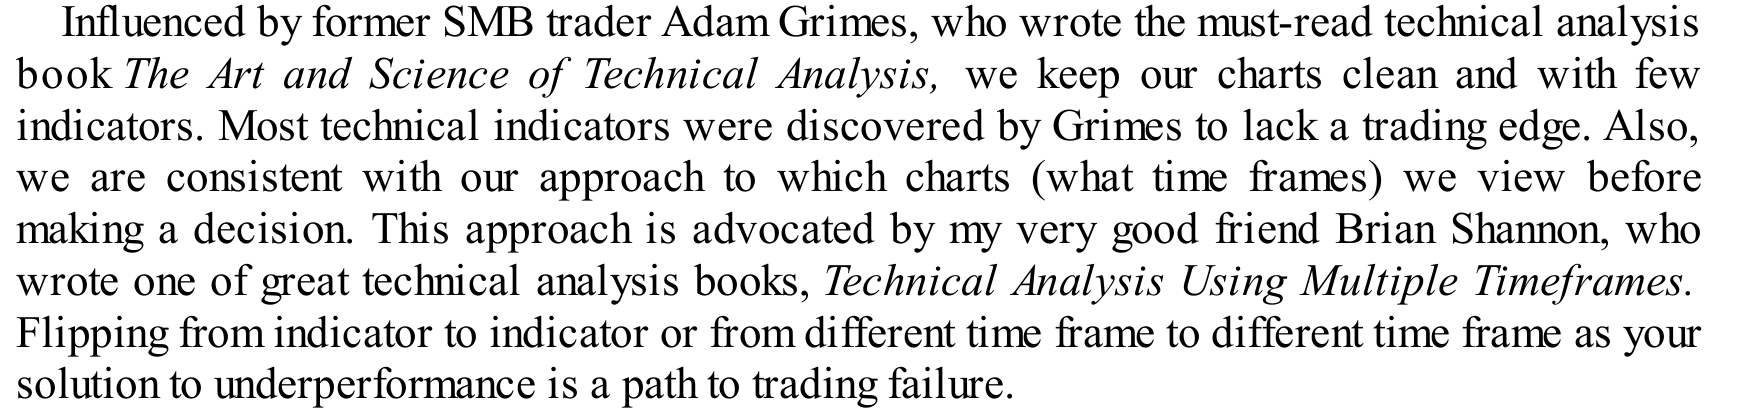 Influenced by former SMB trader Adam Grimes, who wrote the must-read technical analysis
book The Art and Science of Technical Analysis, we keep our charts clean and with few
indicators. Most technical indicators were discovered by Grimes to lack a trading edge. Also,
we are consistent with our approach to which charts (what time frames) we view before
making a decision. This approach is advocated by my very good friend Brian Shannon, who
wrote one of great technical analysis books, Technical Analysis Using Multiple Timeframes.
Flipping from indicator to indicator or from different time frame to different time frame as your
solution to underperformance is a path to trading failure.